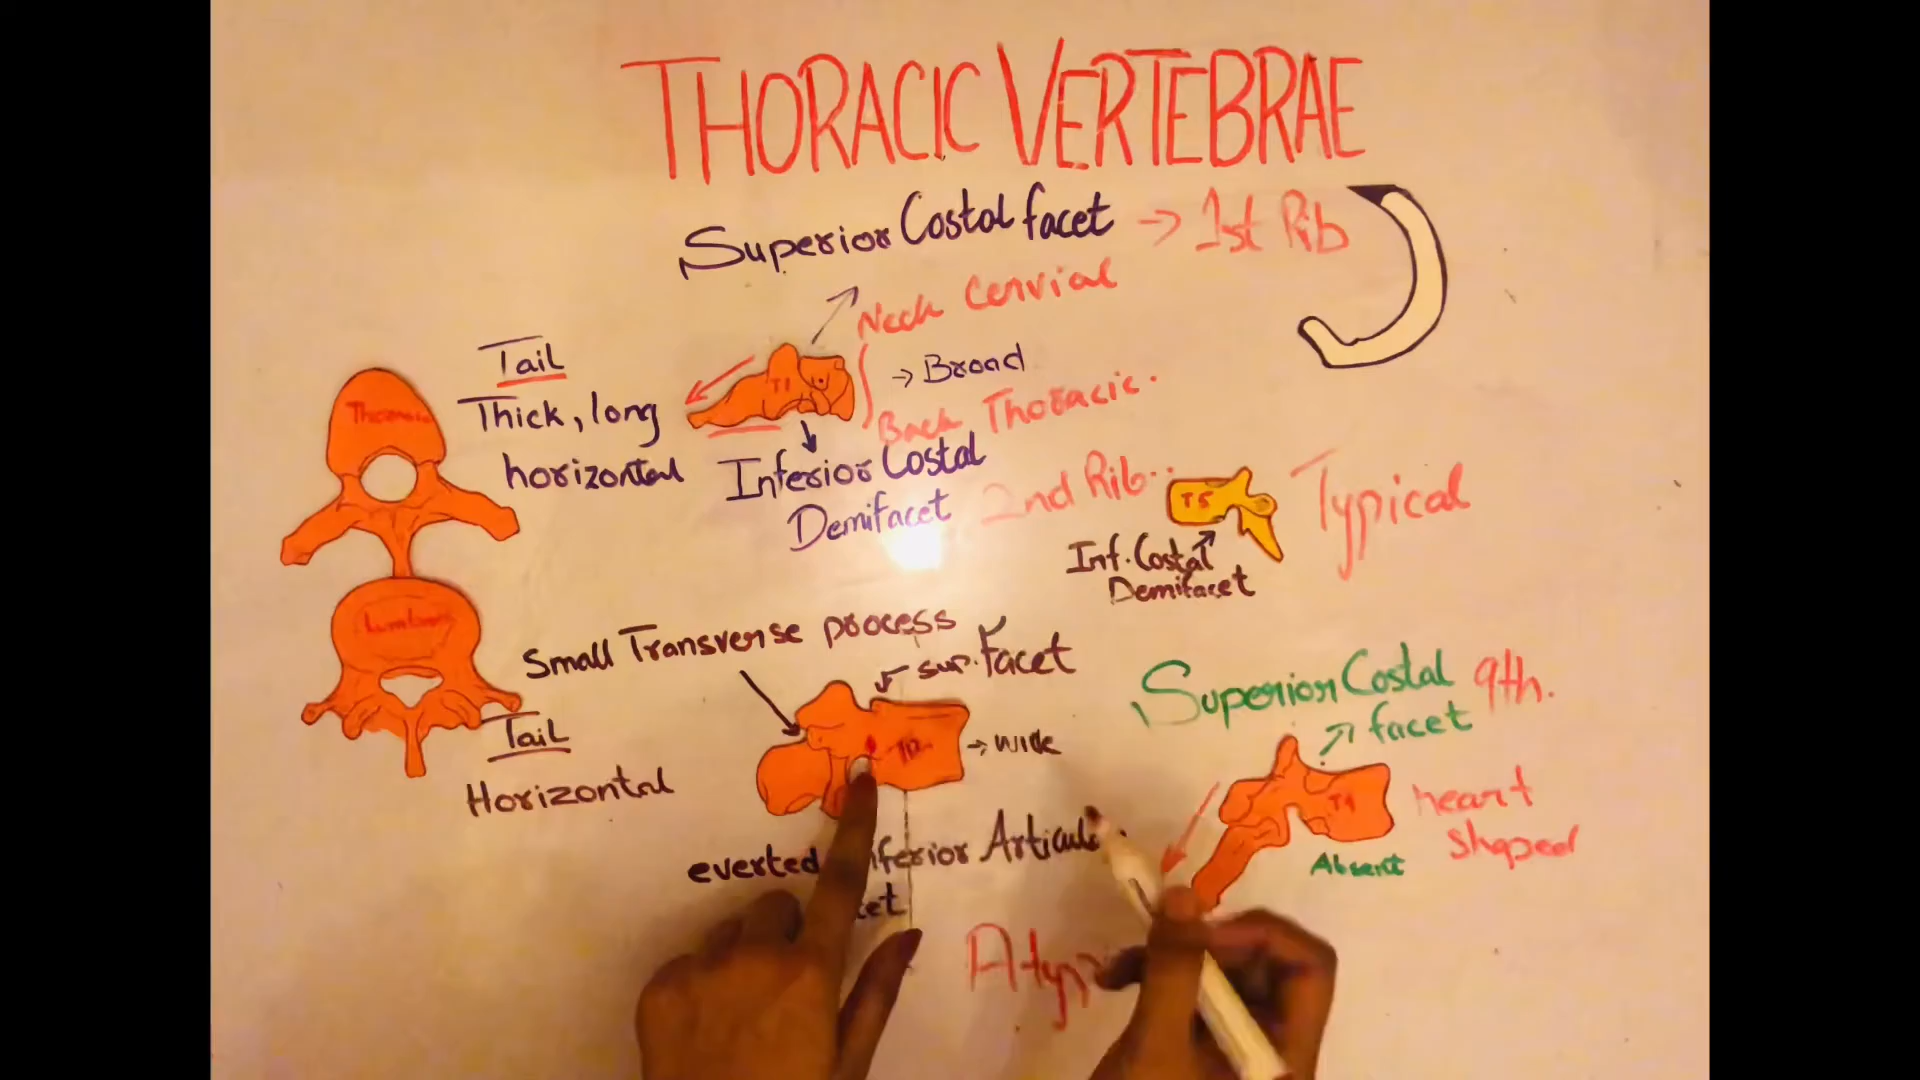 THORACIC VERTEBRAE
Superior Costal facet → 1st Rib
Neck Cervial
Tail
Thick, long
horizontal
T1
→ Broad
Back Thoracic.
Inferior Costal
Demifacet 2nd Rib..
T5
Typical
Inf. Costal
Demifacet
Small Transverse process
sup. Facet
→ wide
Tail
Horizontal
everted
Superior Costal 9th.
facet
heart
shaped
Absent